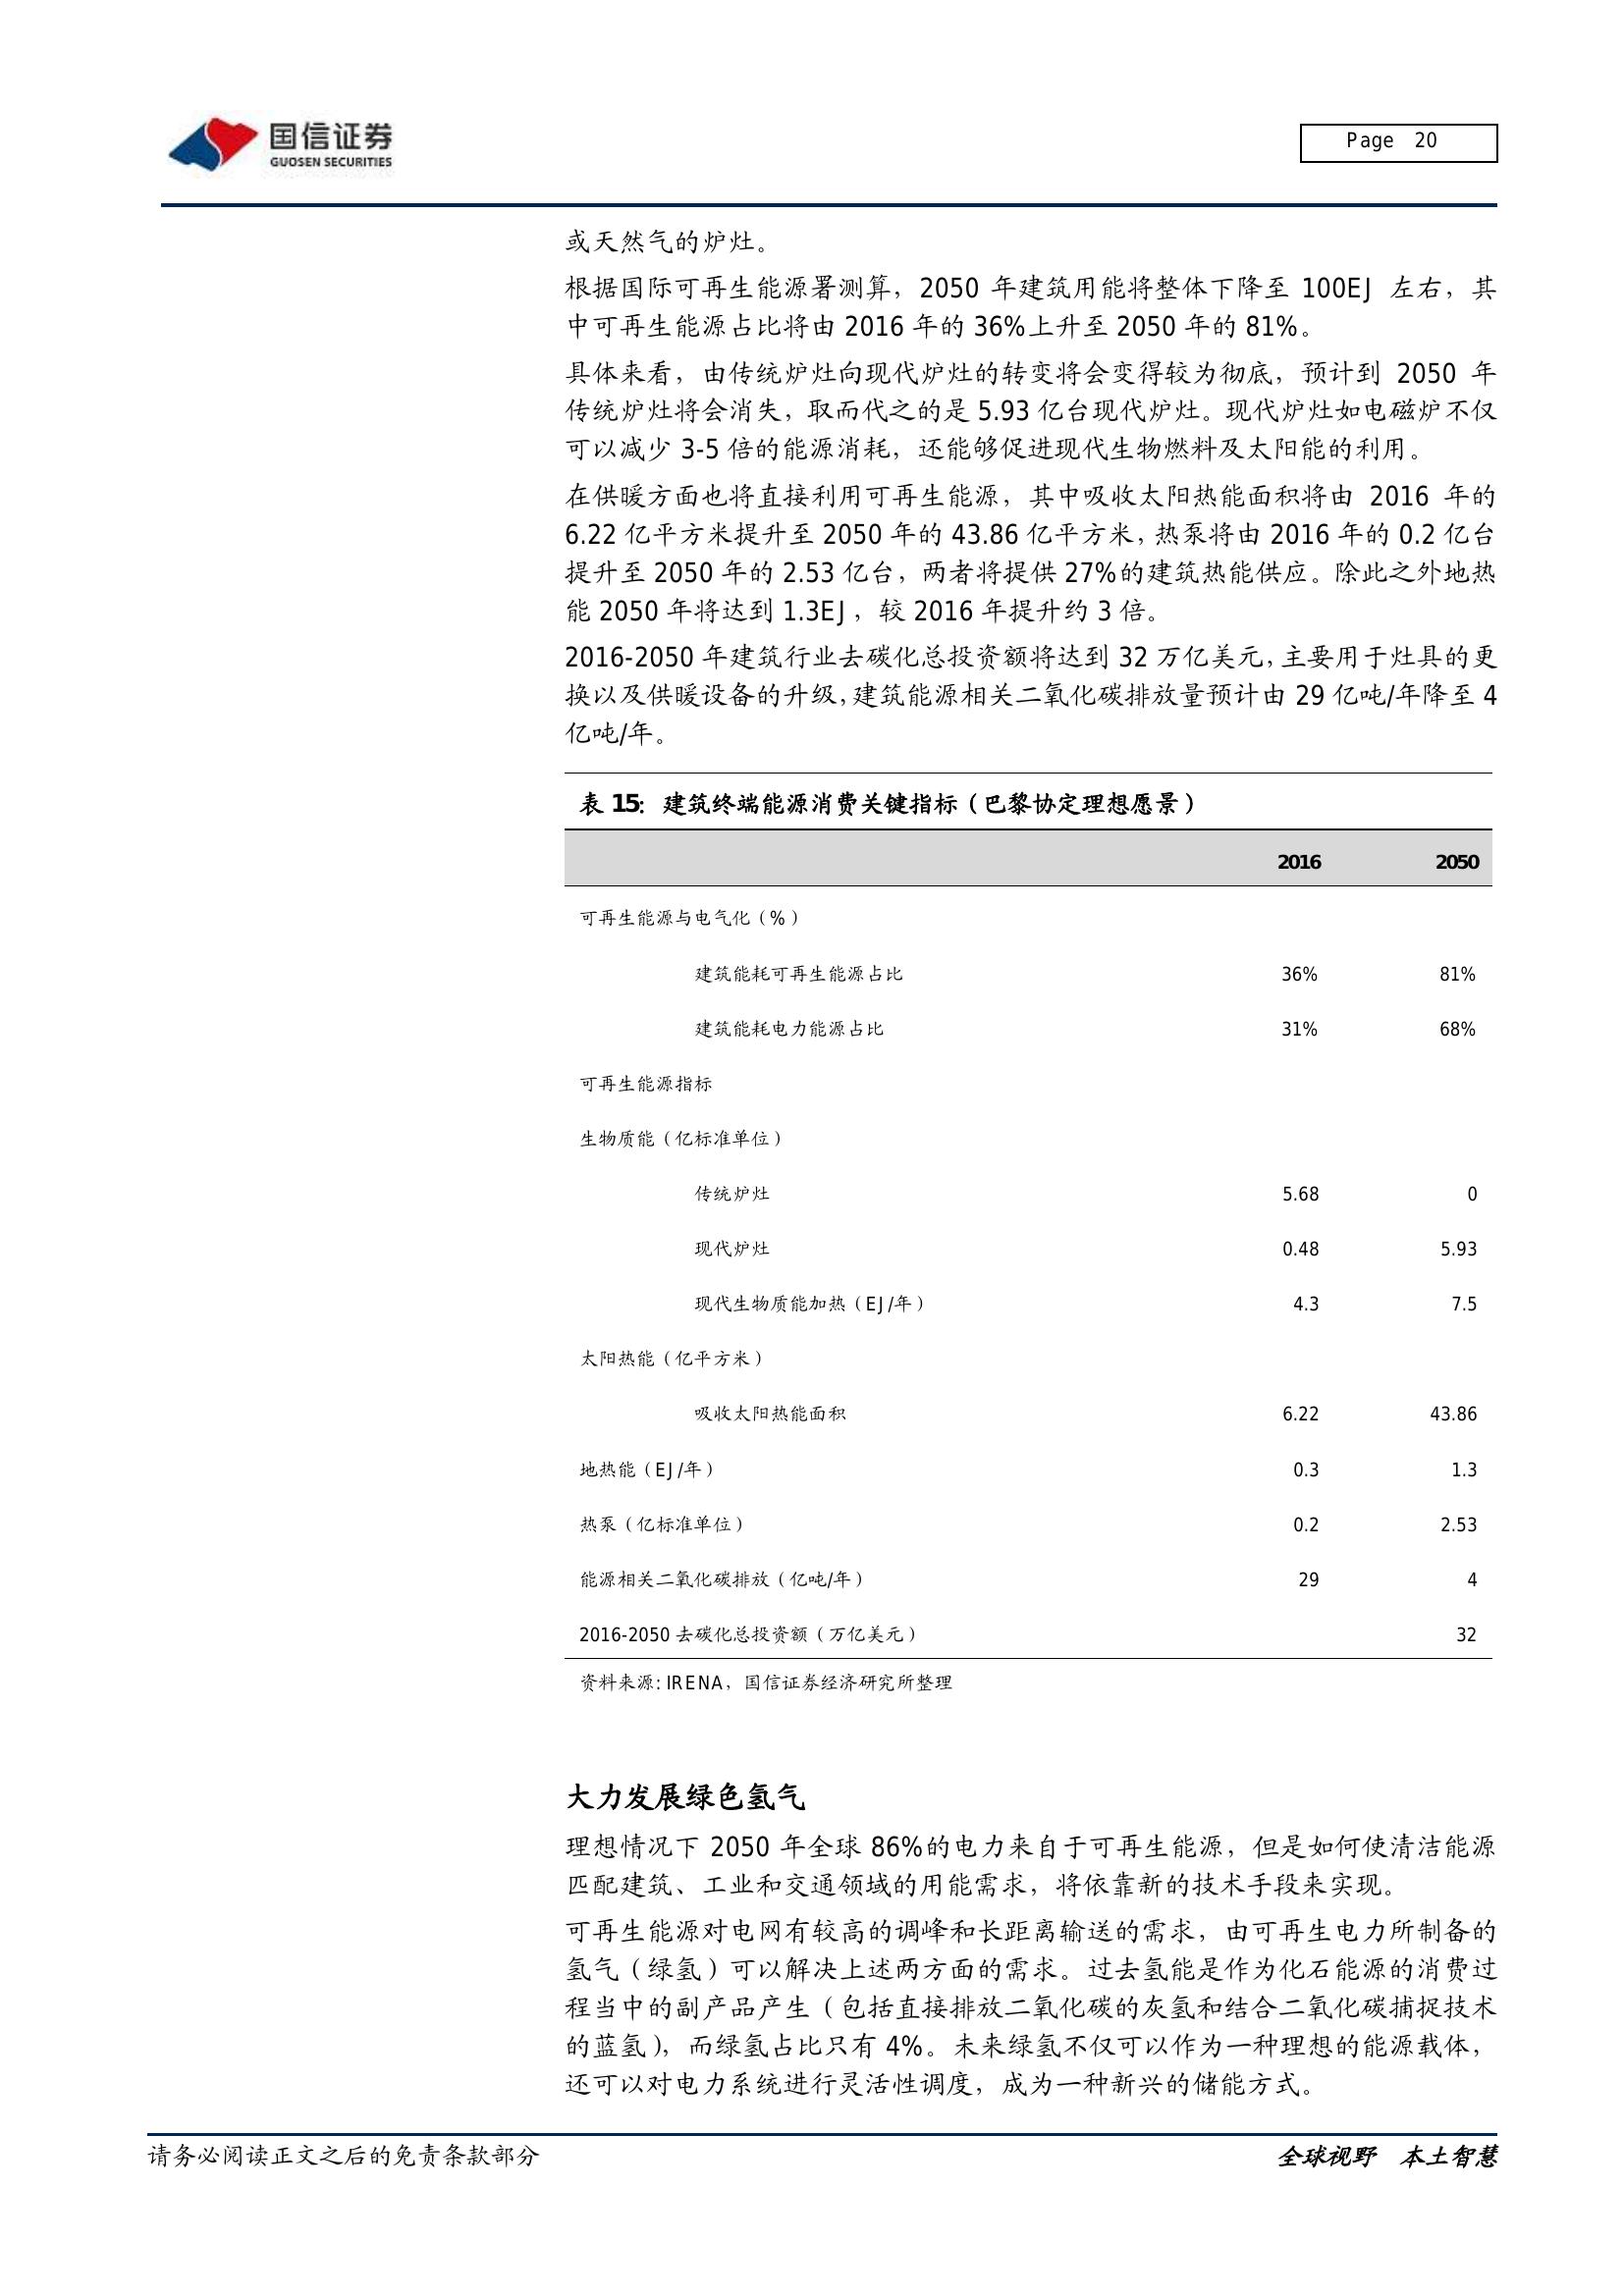 国信证券
GUOSEN SECURITIES
Page 20
或天然气的炉灶。
根据国际可再生能源署测算，2050 年建筑用能将整体下降至 100EJ 左右，其
中可再生能源占比将由 2016 年的 36%上升至 2050 年的 81%。
具体来看，由传统炉灶向现代炉灶的转变将会变得较为彻底，预计到 2050 年
传统炉灶将会消失，取而代之的是 5.93 亿台现代炉灶。现代炉灶如电磁炉不仅
可以减少 3-5 倍的能源消耗，还能够促进现代生物燃料及太阳能的利用。
在供暖方面也将直接利用可再生能源，其中吸收太阳热能面积将由 2016 年的
6.22 亿平方米提升至 2050 年的 43.86 亿平方米，热泵将由 2016 年的 0.2 亿台
提升至 2050 年的 2.53 亿台，两者将提供 27%的建筑热能供应。除此之外地热
能 2050 年将达到 1.3EJ，较 2016 年提升约 3 倍。
2016-2050 年建筑行业去碳化总投资额将达到 32 万亿美元，主要用于灶具的更
换以及供暖设备的升级，建筑能源相关二氧化碳排放量预计由 29 亿吨/年降至 4
亿吨/年。
表 15：建筑终端能源消费关键指标（巴黎协定理想愿景）
2016 2050
可再生能源与电气化（%）
建筑能耗可再生能源占比 36% 81%
建筑能耗电力能源占比 31% 68%
可再生能源指标
生物质能（亿标准单位）
传统炉灶 5.68 0
现代炉灶 0.48 5.93
现代生物质能加热（EJ/年） 4.3 7.5
太阳热能（亿平方米）
吸收太阳热能面积 6.22 43.86
地热能（EJ/年） 0.3 1.3
热泵（亿标准单位） 0.2 2.53
能源相关二氧化碳排放（亿吨/年） 29 4
2016-2050 去碳化总投资额（万亿美元） 32
资料来源: IRENA，国信证券经济研究所整理
大力发展绿色氢气
理想情况下 2050 年全球 86%的电力来自于可再生能源，但是如何使清洁能源
匹配建筑、工业和交通领域的用能需求，将依靠新的技术手段来实现。
可再生能源对电网有较高的调峰和长距离输送的需求，由可再生电力所制备的
氢气（绿氢）可以解决上述两方面的需求。过去氢能是作为化石能源的消费过
程当中的副产品产生（包括直接排放二氧化碳的灰氢和结合二氧化碳捕捉技术
的蓝氢），而绿氢占比只有 4%。未来绿氢不仅可以作为一种理想的能源载体，
还可以对电力系统进行灵活性调度，成为一种新兴的储能方式。
请务必阅读正文之后的免责条款部分
全球视野 本土智慧